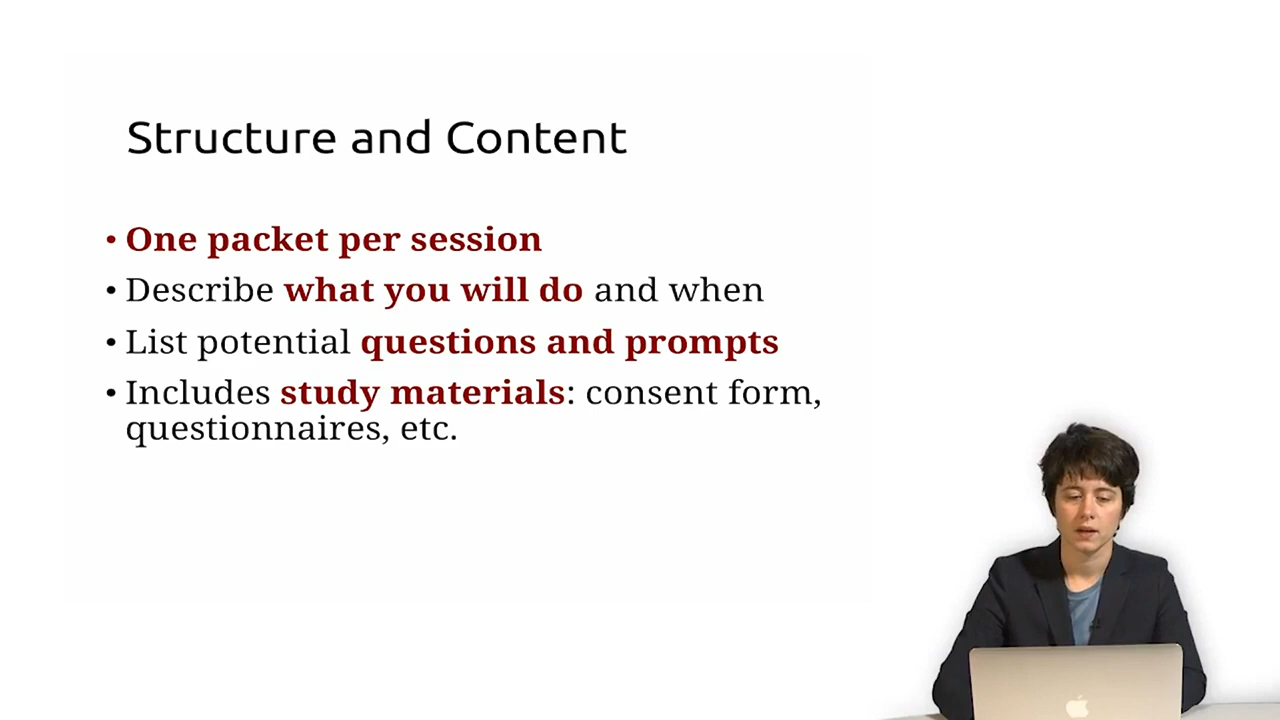 Structure and Content
• One packet per session
• Describe what you will do and when
• List potential questions and prompts
• Includes study materials: consent form,
questionnaires, etc.